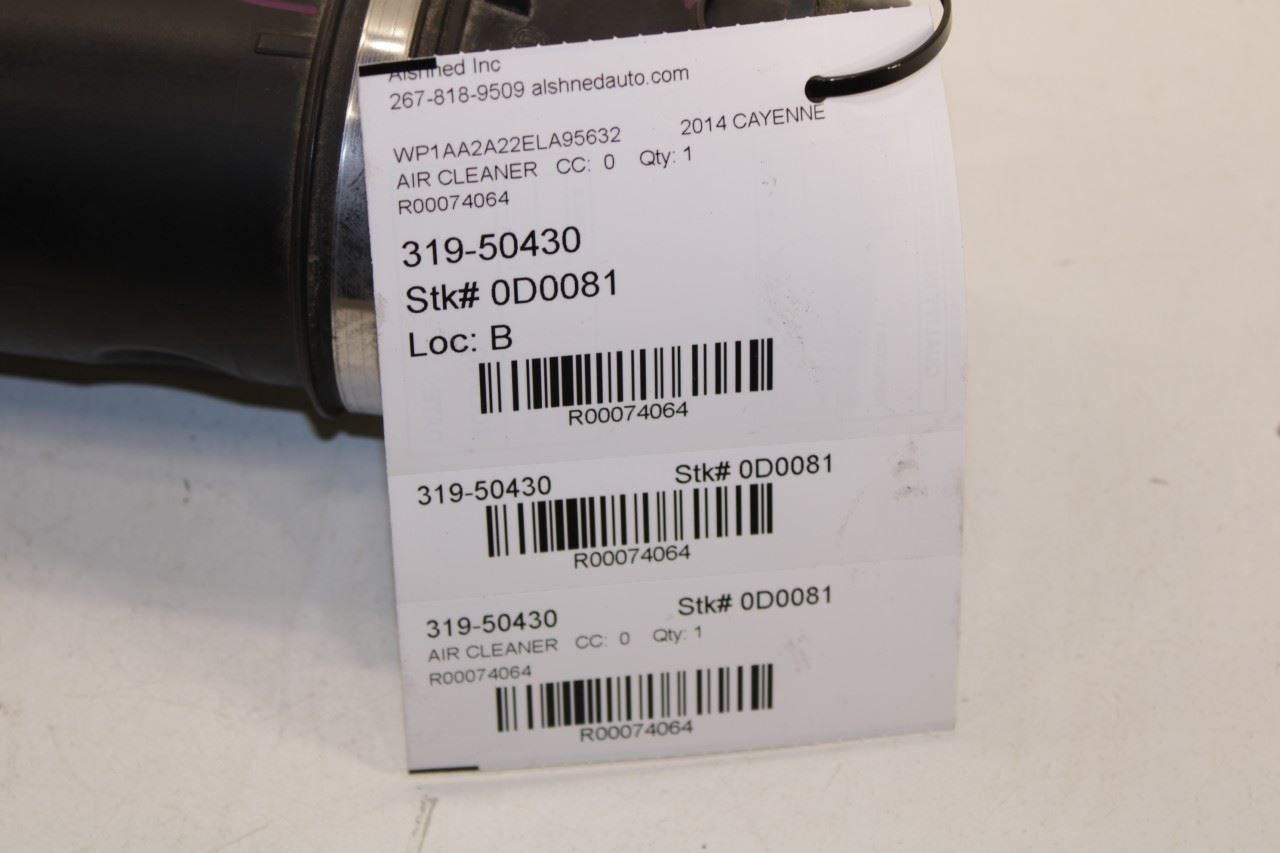 Alshned Inc
267-818-9509 alshnedauto.com
WP1AA2A22ELA95632 2014 CAYENNE
AIR CLEANER CC: 0 Qty: 1
R00074064
319-50430
Stk# 0D0081
Loc: B
R00074064
319-50430 Stk# 0D0081
R00074064
319-50430 Stk# 0D0081
AIR CLEANER CC: 0 Qty: 1
R00074064
R00074064